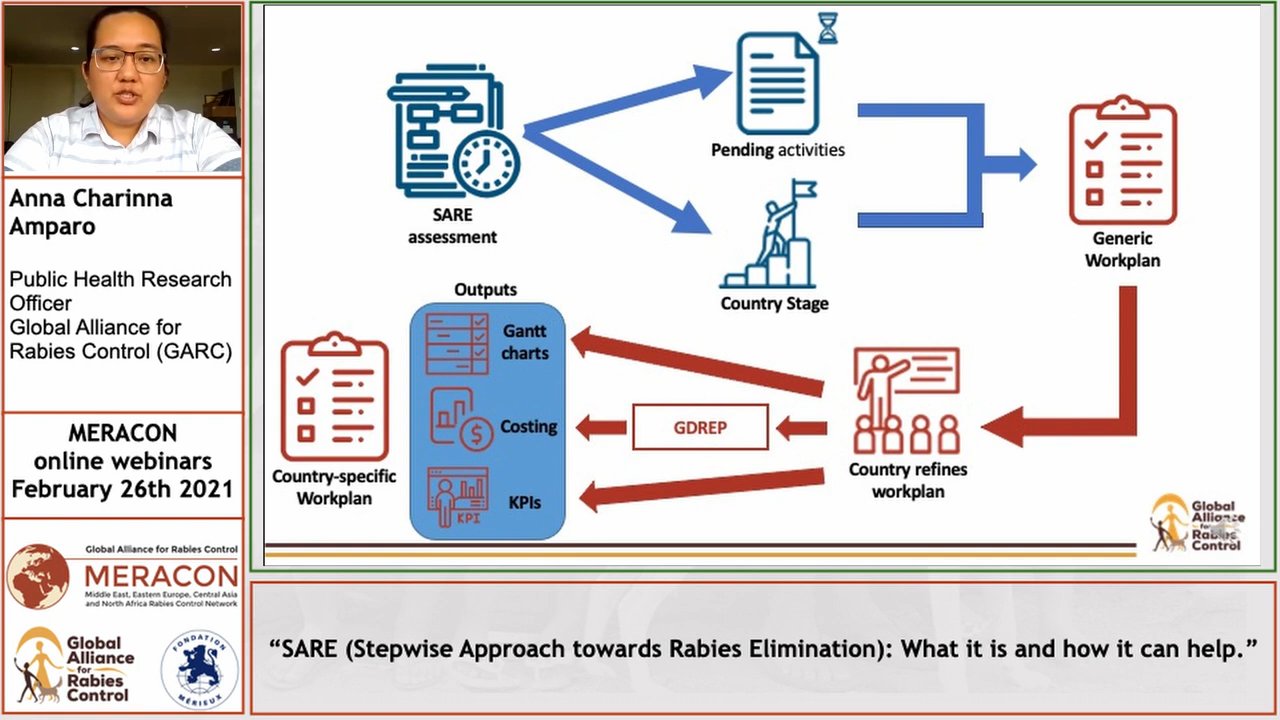 Anna Charinna
Amparo
Public Health Research
Officer
Global Alliance for
Rabies Control (GARC)
MERACON
online webinars
February 26th 2021
Global Alliance for Rabies Control
MERACON
Middle East, Eastern Europe, Central Asia
and North Africa Rabies Control Network
Global
Alliance
for
Rabies
Control
FONDATION
MÉRIEUX
SARE
assessment
Pending activities
Country Stage
Generic
Workplan
Country refines
workplan
GDREP
Outputs
Gantt
charts
Costing
$
KPIs
KPI
Country-specific
Workplan
Global
Alliance
for
Rabies
Control
“SARE (Stepwise Approach towards Rabies Elimination): What it is and how it can help.”